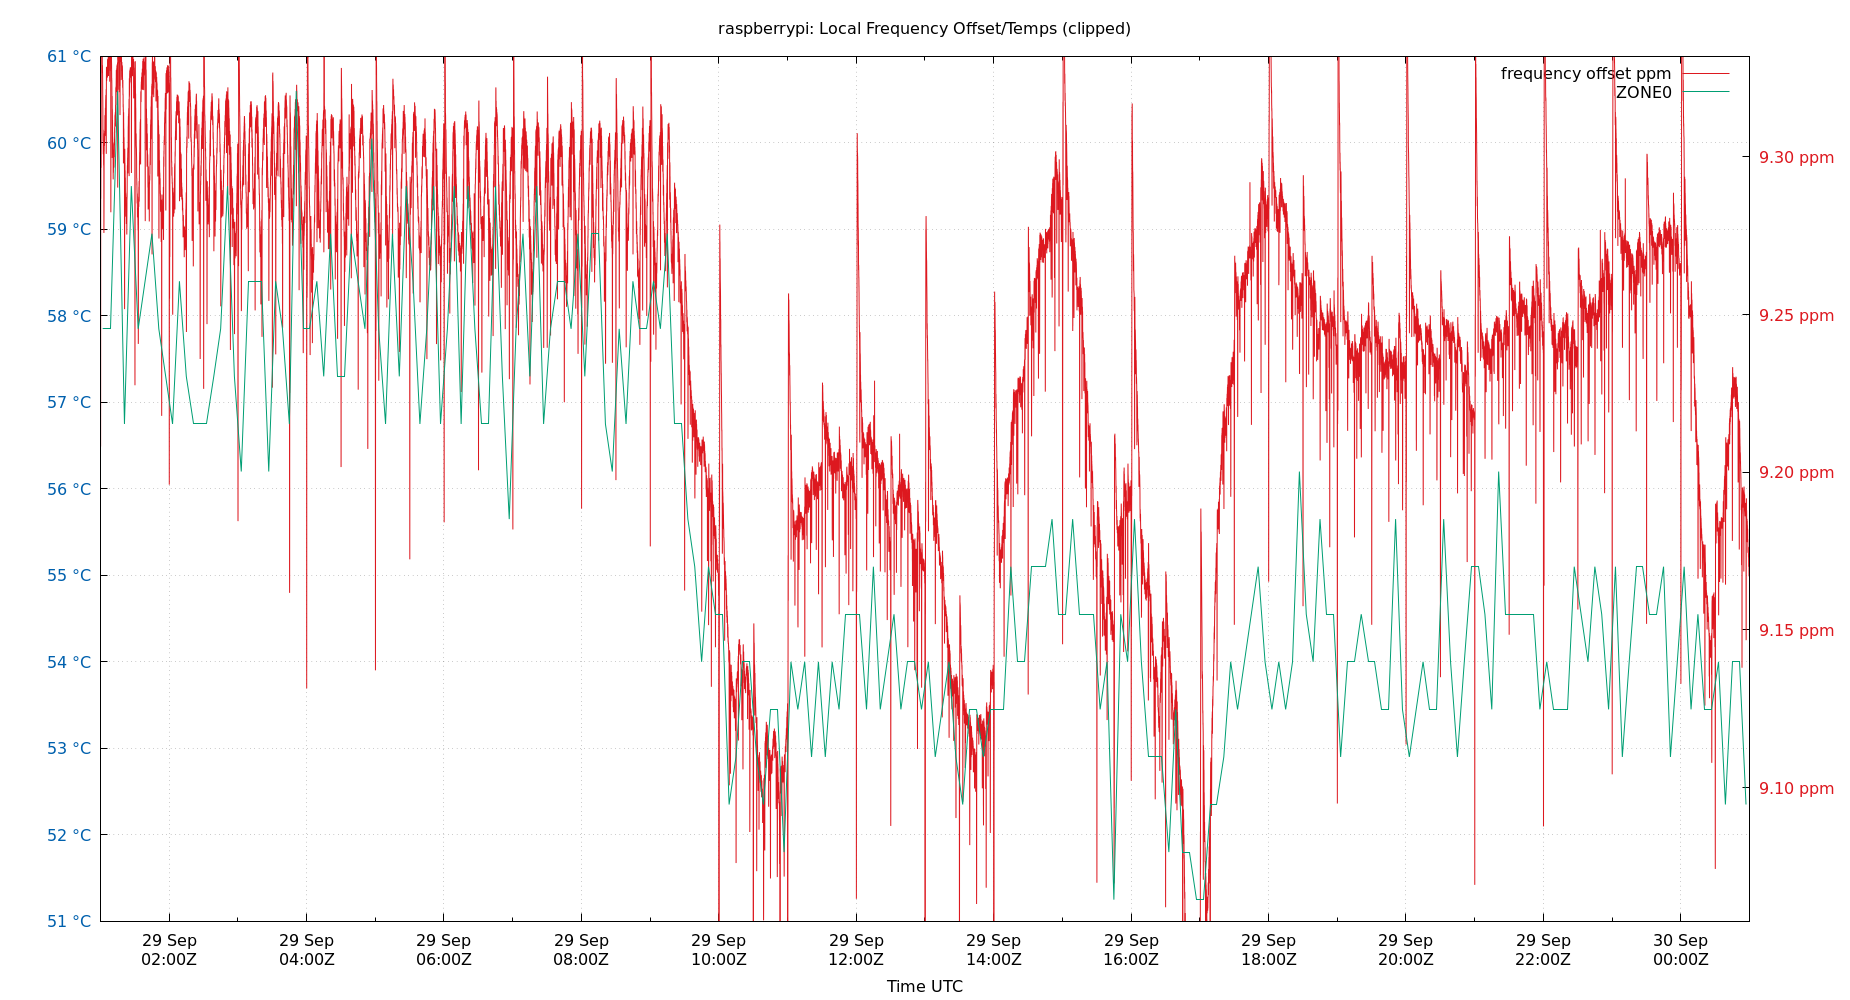 raspberrypi: Local Frequency Offset/Temps (clipped)
61 °C
60 °C
59 °C
58 °C
57 °C
56 °C
55 °C
54 °C
53 °C
52 °C
51 °C
frequency offset ppm
ZONE0
9.30 ppm
9.25 ppm
9.20 ppm
9.15 ppm
9.10 ppm
29 Sep
02:00Z
29 Sep
04:00Z
29 Sep
06:00Z
29 Sep
08:00Z
29 Sep
10:00Z
29 Sep
12:00Z
29 Sep
14:00Z
29 Sep
16:00Z
29 Sep
18:00Z
29 Sep
20:00Z
29 Sep
22:00Z
30 Sep
00:00Z
Time UTC